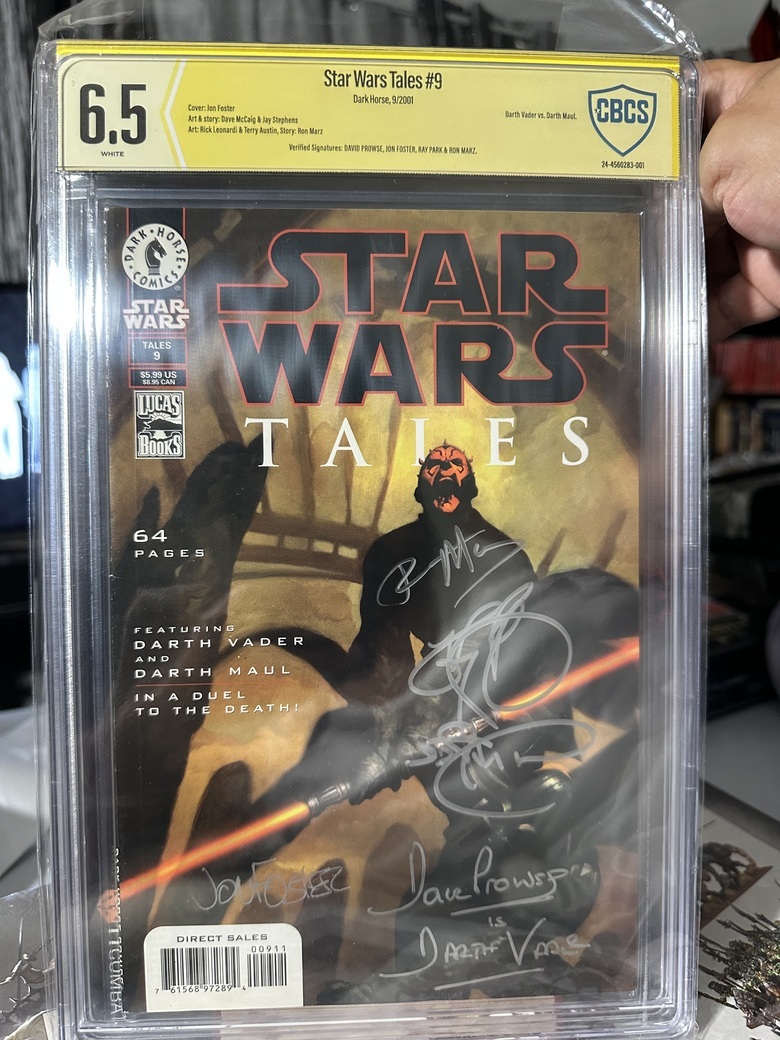 6.5
WHITE
Star Wars Tales #9
Dark Horse, 9/2001
Cover: Jon Foster
Art & story: Dave McCaig & Jay Stephens
Art: Rick Leonardi & Terry Austin, Story: Ron Marz
Darth Vader vs. Darth Maul.
Verified Signatures: DAVID PROWSE, JON FOSTER, RAY PARK & RON MARZ.
CBCS
24-4560283-001
DARK HORSE COMICS
STAR WARS
TALES
9
$5.99 US
$8.95 CAN
LUCAS
BOOKS
STAR
WARS
TALES
64
PAGES
FEATURING
DARTH VADER
AND
DARTH MAUL
IN A DUEL
TO THE DEATH!
Jon Foster
Dave Prowse
is
Darth Vader
DIRECT SALES
00911
7 61568 97289 4